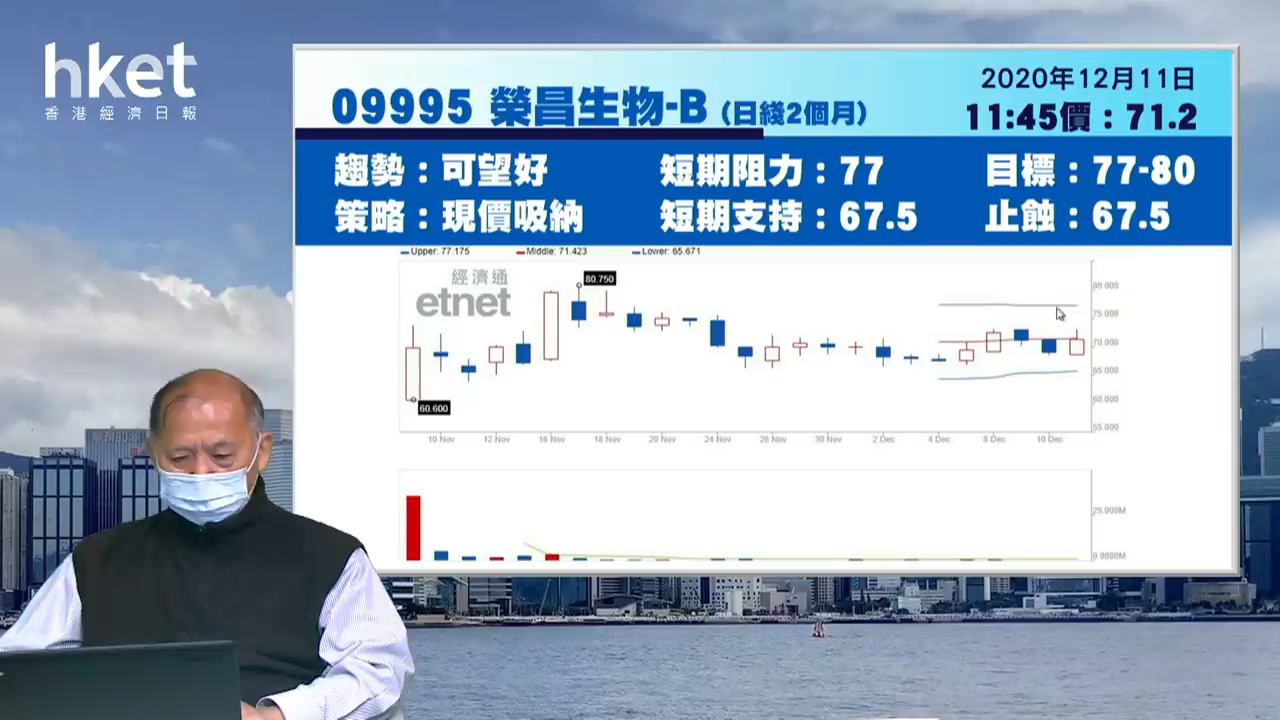 hket
香港經濟日報
09995 榮昌生物-B (日綫2個月)
2020年12月11日
11:45價：71.2
趨勢：可望好 短期阻力：77 目標：77-80
策略：現價吸納 短期支持：67.5 止蝕：67.5
Upper: 77.175 Middle: 71.423 Lower: 65.671
經濟通
etnet
80.750
60.600
80.000
75.000
70.000
65.000
60.000
55.000
10 Nov 12 Nov 16 Nov 18 Nov 20 Nov 24 Nov 26 Nov 30 Nov 2 Dec 4 Dec 8 Dec 10 Dec
25.000M
0.0000M